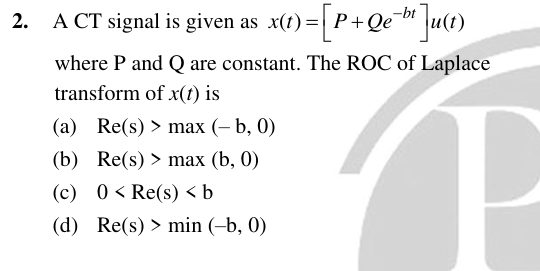 2. A CT signal is given as x(t) = [P + Qe^{-bt}]u(t)
where P and Q are constant. The ROC of Laplace
transform of x(t) is
(a) Re(s) > max (– b, 0)
(b) Re(s) > max (b, 0)
(c) 0 < Re(s) < b
(d) Re(s) > min (–b, 0)